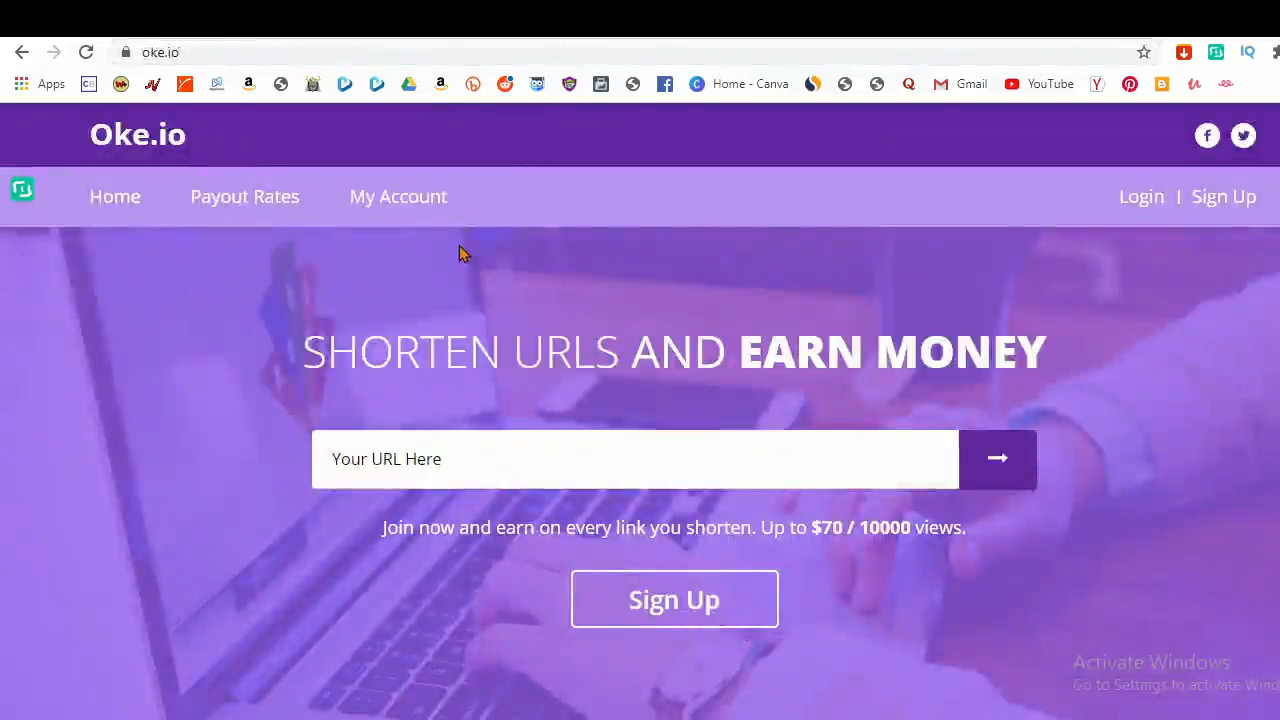 oke.io
Apps
Home - Canva
Gmail
YouTube
Oke.io
Home
Payout Rates
My Account
Login | Sign Up
SHORTEN URLS AND EARN MONEY
Your URL Here
Join now and earn on every link you shorten. Up to $70 / 10000 views.
Sign Up
Activate Windows
Go to Settings to activate Wind